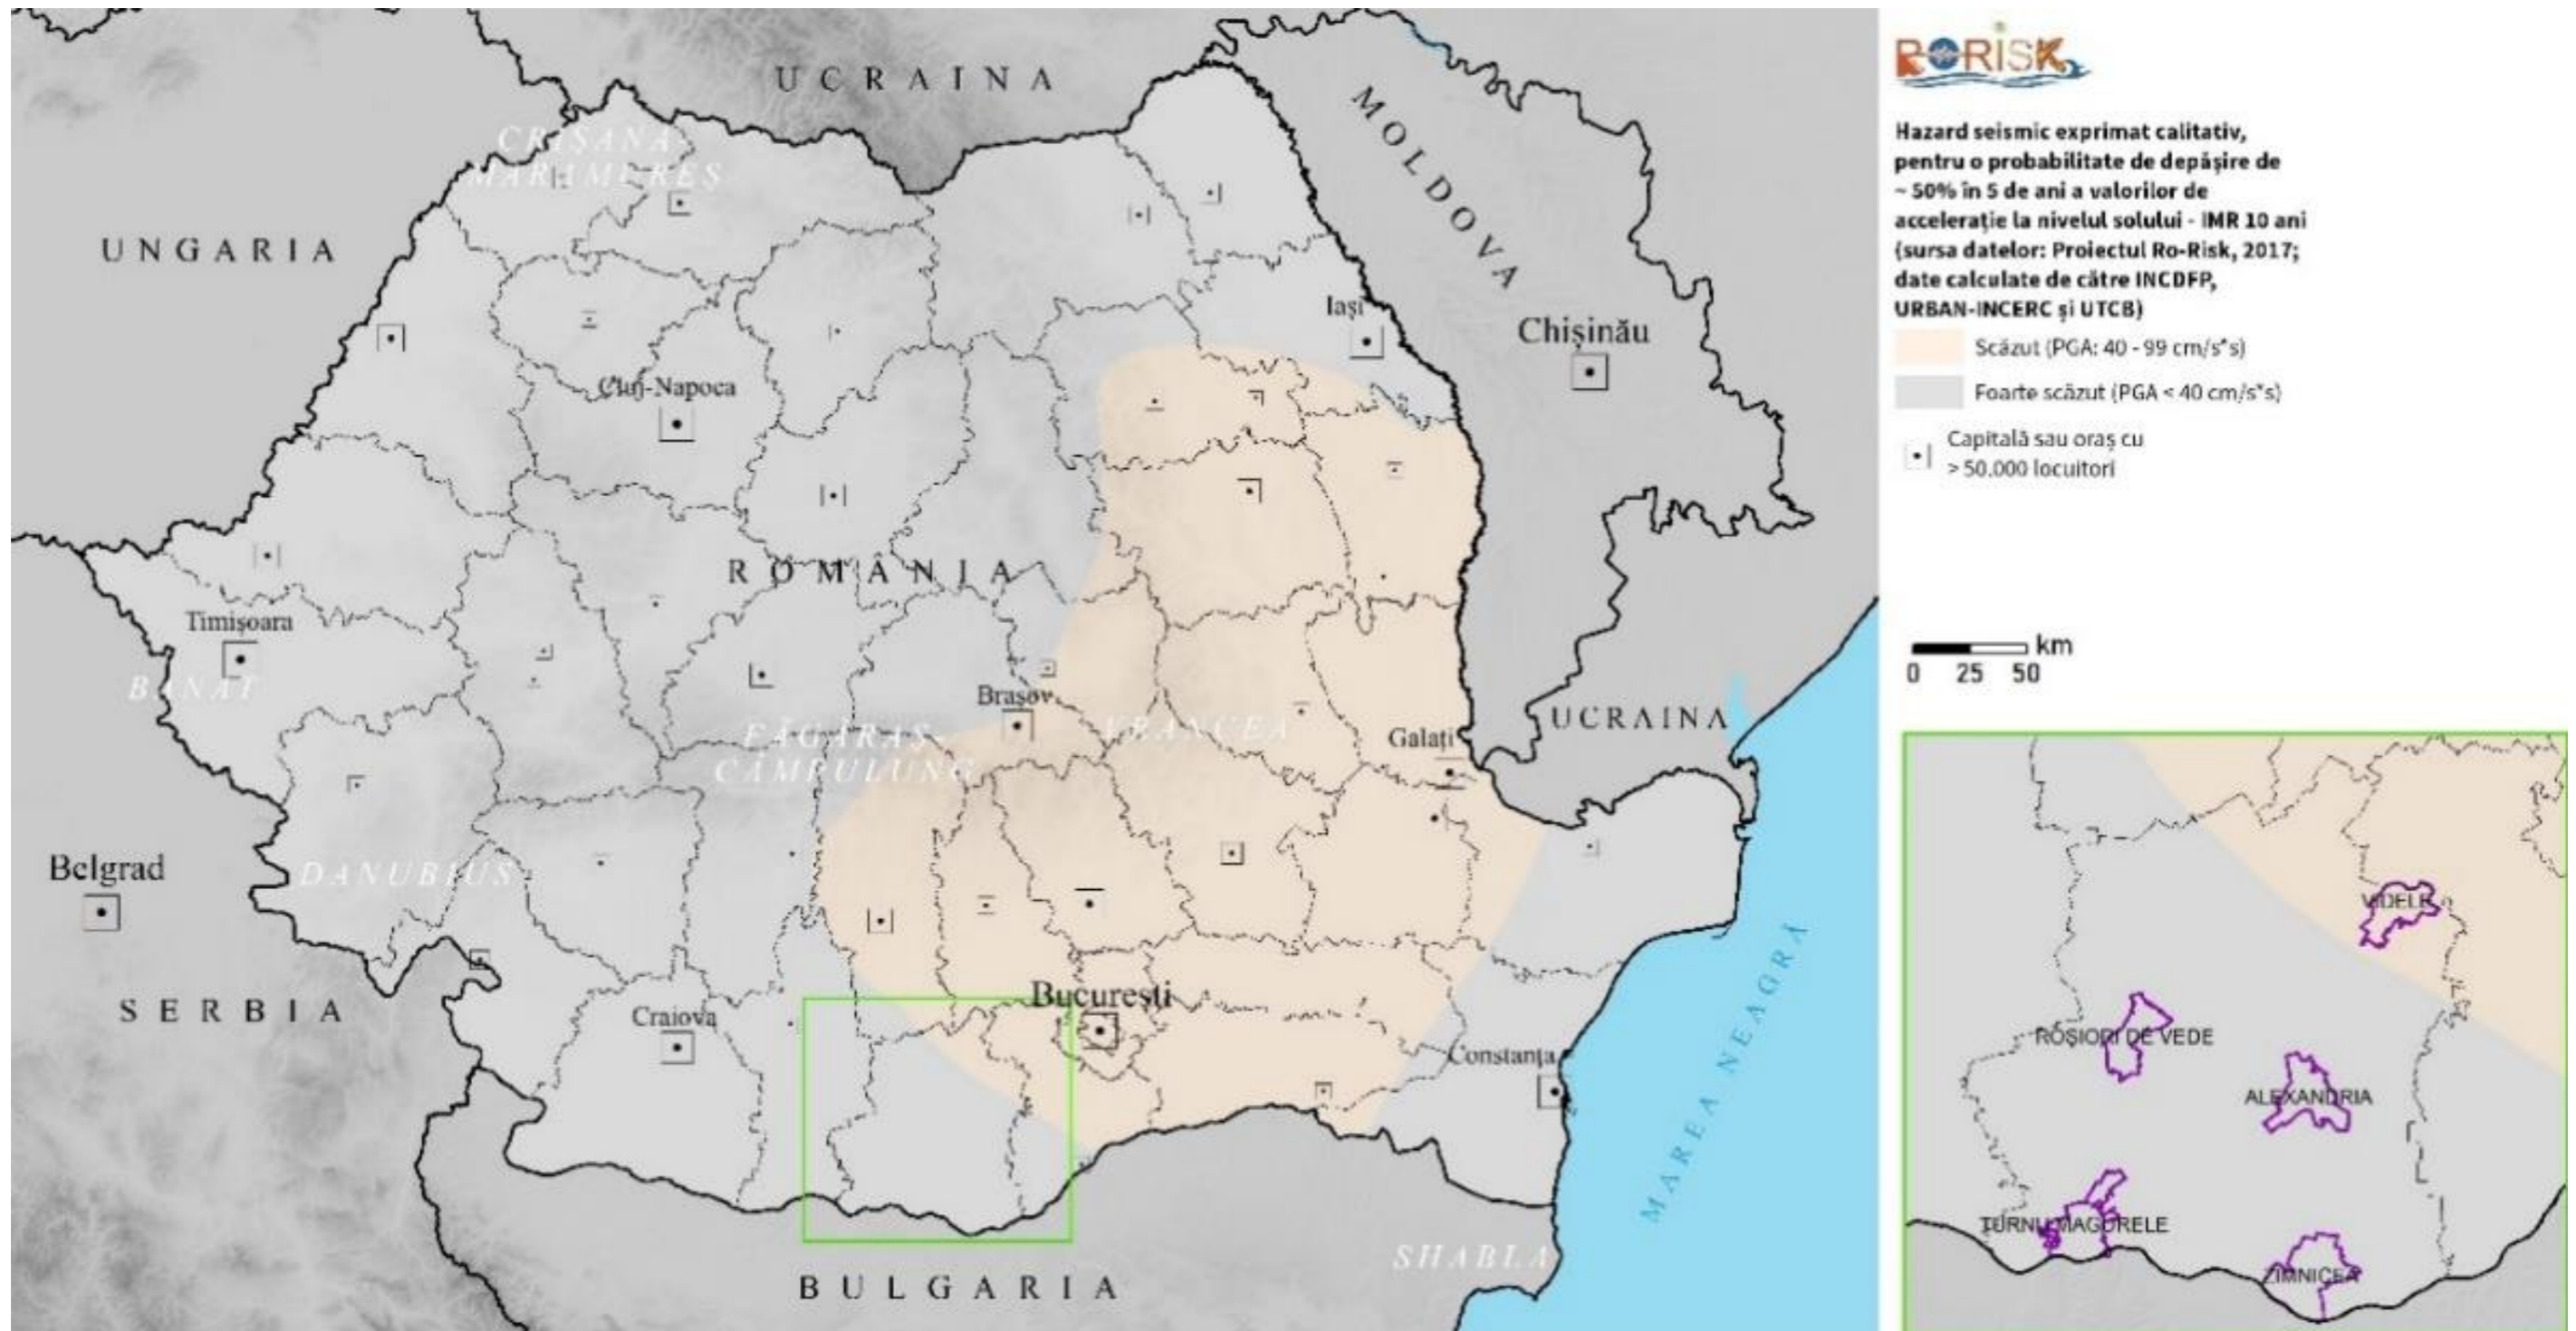 UCRAINA
MOLDOVA
CRIȘANA-
MARAMUREȘ
UNGARIA
Iași
Chișinău
Cluj-Napoca
ROMÂNIA
Timișoara
BANAT
Brașov
FĂGĂRAȘ-
CÂMPULUNG
VRANCEA
Galați
UCRAINA
Belgrad
DANUBIUS
SERBIA
București
Craiova
Constanța
MAREA NEAGRĂ
SHABLA
BULGARIA
RORISK
Hazard seismic exprimat calitativ,
pentru o probabilitate de depășire de
~ 50% în 5 de ani a valorilor de
accelerație la nivelul solului - IMR 10 ani
(sursa datelor: Proiectul Ro-Risk, 2017;
date calculate de către INCDFP,
URBAN-INCERC și UTCB)
Scăzut (PGA: 40 - 99 cm/s*s)
Foarte scăzut (PGA < 40 cm/s*s)
Capitală sau oraș cu
> 50.000 locuitori
km
0 25 50
VIDELE
ROȘIORI DE VEDE
ALEXANDRIA
TURNU MAGURELE
ZIMNICEA